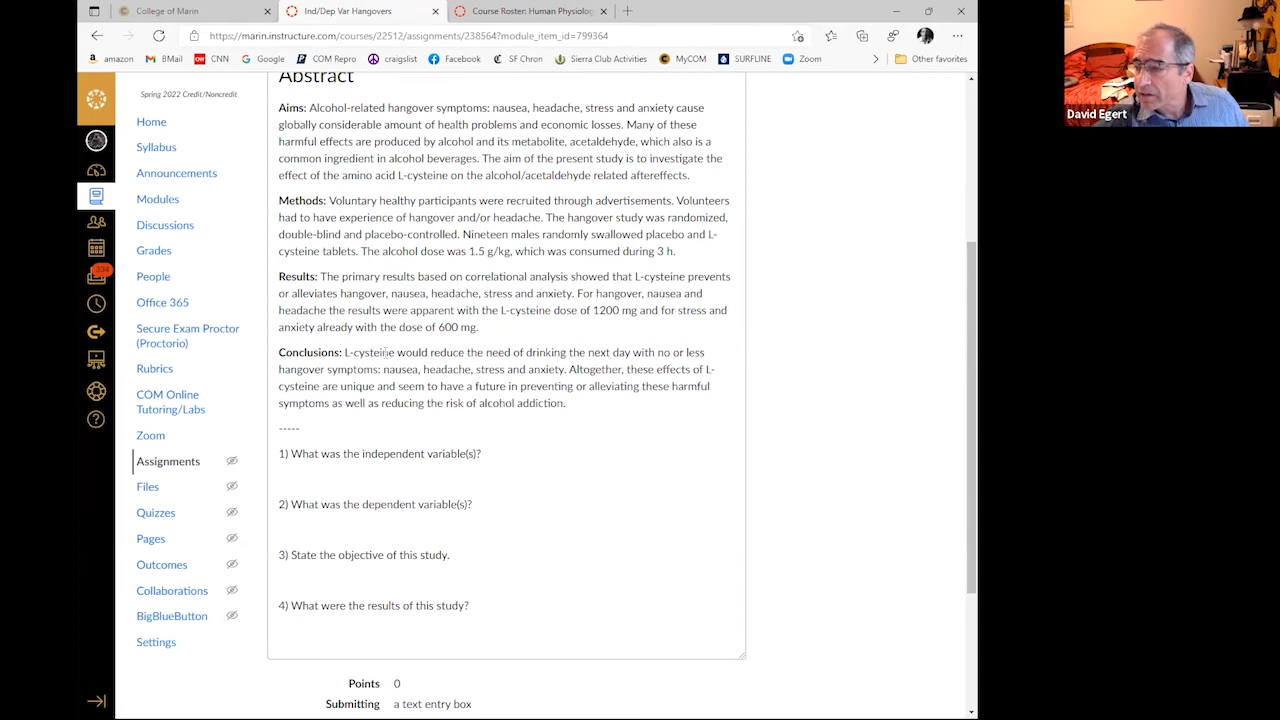 College of Marin
Ind/Dep Var Hangovers
Course Roster: Human Physiolog
https://marin.instructure.com/courses/22512/assignments/238564?module_item_id=799364
amazon
BMail
CNN
Google
COM Repro
craigslist
Facebook
SF Chron
Sierra Club Activities
MyCOM
SURFLINE
Zoom
Other favorites
David Egert
Spring 2022 Credit/Noncredit
Home
Syllabus
Announcements
Modules
Discussions
Grades
People
Office 365
Secure Exam Proctor
(Proctorio)
Rubrics
COM Online
Tutoring/Labs
Zoom
Assignments
Files
Quizzes
Pages
Outcomes
Collaborations
BigBlueButton
Settings
334
Abstract
Aims: Alcohol-related hangover symptoms: nausea, headache, stress and anxiety cause
globally considerable amount of health problems and economic losses. Many of these
harmful effects are produced by alcohol and its metabolite, acetaldehyde, which also is a
common ingredient in alcohol beverages. The aim of the present study is to investigate the
effect of the amino acid L-cysteine on the alcohol/acetaldehyde related aftereffects.
Methods: Voluntary healthy participants were recruited through advertisements. Volunteers
had to have experience of hangover and/or headache. The hangover study was randomized,
double-blind and placebo-controlled. Nineteen males randomly swallowed placebo and L-
cysteine tablets. The alcohol dose was 1.5 g/kg, which was consumed during 3 h.
Results: The primary results based on correlational analysis showed that L-cysteine prevents
or alleviates hangover, nausea, headache, stress and anxiety. For hangover, nausea and
headache the results were apparent with the L-cysteine dose of 1200 mg and for stress and
anxiety already with the dose of 600 mg.
Conclusions: L-cysteine would reduce the need of drinking the next day with no or less
hangover symptoms: nausea, headache, stress and anxiety. Altogether, these effects of L-
cysteine are unique and seem to have a future in preventing or alleviating these harmful
symptoms as well as reducing the risk of alcohol addiction.
-----
1) What was the independent variable(s)?
2) What was the dependent variable(s)?
3) State the objective of this study.
4) What were the results of this study?
Points 0
Submitting a text entry box